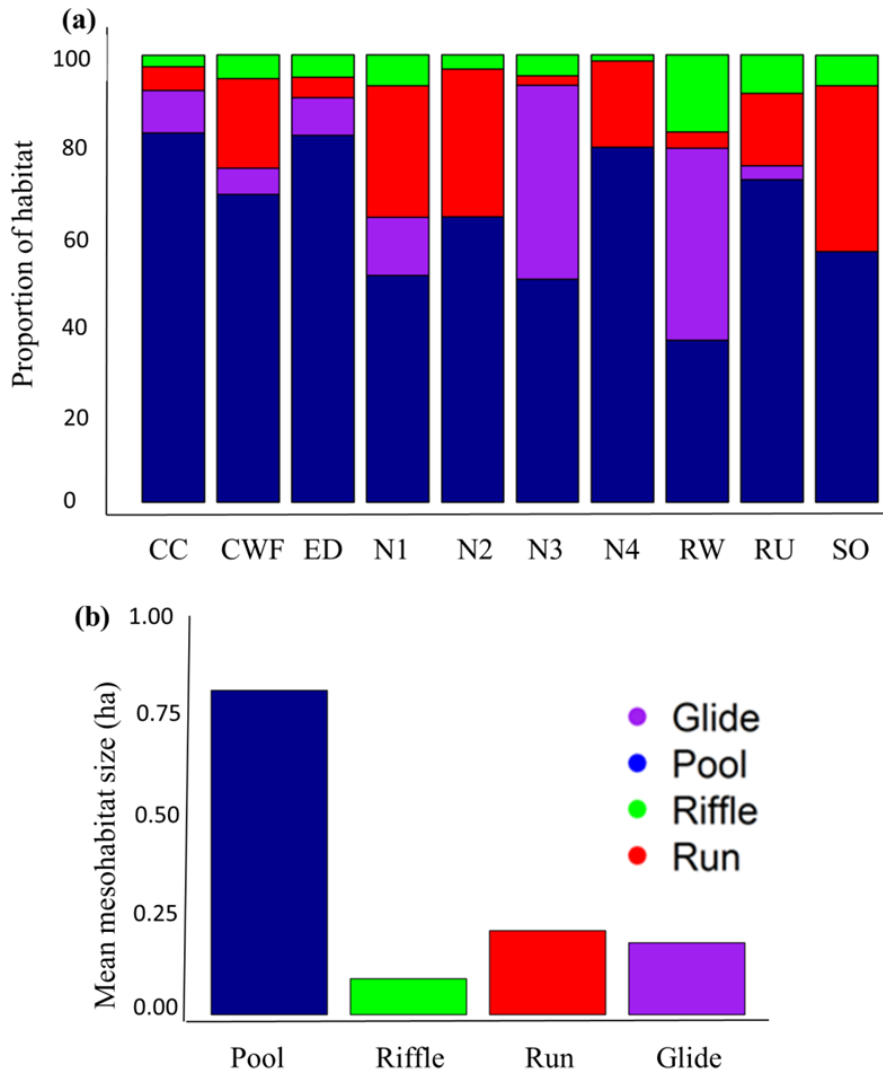 (a)
Proportion of habitat
100
80
60
40
20
0
CC CWF ED N1 N2 N3 N4 RW RU SO
(b)
Mean mesohabitat size (ha)
1.00
0.75
0.50
0.25
0.00
Pool Riffle Run Glide
Glide
Pool
Riffle
Run